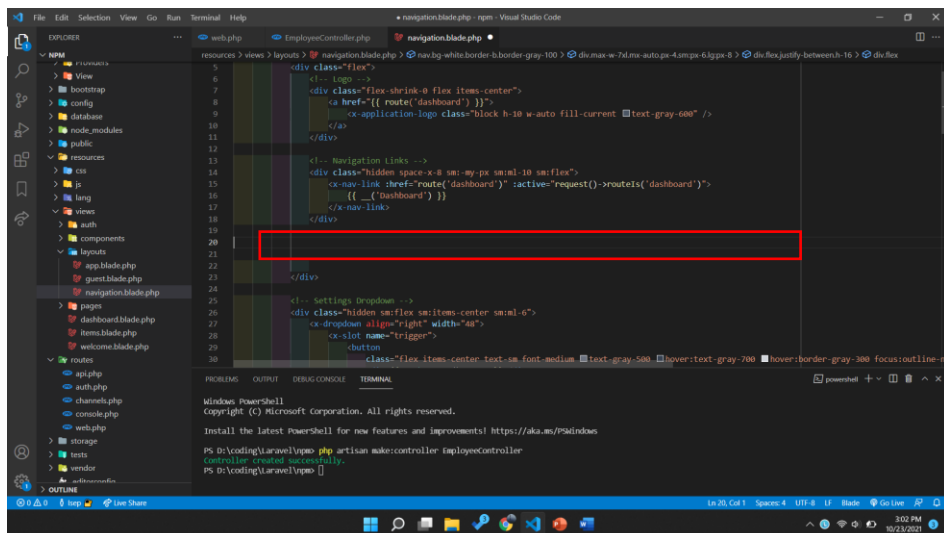 File Edit Selection View Go Run Terminal Help
● navigation.blade.php - npm - Visual Studio Code
EXPLORER
web.php EmployeeController.php navigation.blade.php
NPM
resources > views > layouts > navigation.blade.php > nav.bg-white.border-b.border-gray-100 > div.max-w-7xl.mx-auto.px-4.sm:px-6.lg:px-8 > div.flex.justify-between.h-16 > div.flex
Providers
View
bootstrap
config
database
node_modules
public
resources
css
js
lang
views
auth
components
layouts
app.blade.php
guest.blade.php
navigation.blade.php
pages
dashboard.blade.php
items.blade.php
welcome.blade.php
routes
api.php
auth.php
channels.php
console.php
web.php
storage
tests
vendor
.editorconfig
OUTLINE
5 <div class="flex">
6 <!-- Logo -->
7 <div class="flex-shrink-0 flex items-center">
8 <a href="{{ route('dashboard') }}">
9 <x-application-logo class="block h-10 w-auto fill-current text-gray-600" />
10 </a>
11 </div>
12
13 <!-- Navigation Links -->
14 <div class="hidden space-x-8 sm:-my-px sm:ml-10 sm:flex">
15 <x-nav-link :href="route('dashboard')" :active="request()->routeIs('dashboard')">
16 {{ __('Dashboard') }}
17 </x-nav-link>
18 </div>
19
20
21
22
23 </div>
24
25 <!-- Settings Dropdown -->
26 <div class="hidden sm:flex sm:items-center sm:ml-6">
27 <x-dropdown align="right" width="48">
28 <x-slot name="trigger">
29 <button
30 class="flex items-center text-sm font-medium text-gray-500 hover:text-gray-700 hover:border-gray-300 focus:outline-n
PROBLEMS OUTPUT DEBUG CONSOLE TERMINAL
powershell
Windows PowerShell
Copyright (C) Microsoft Corporation. All rights reserved.
Install the latest PowerShell for new features and improvements! https://aka.ms/PSWindows
PS D:\coding\Laravel\npm> php artisan make:controller EmployeeController
Controller created successfully.
PS D:\coding\Laravel\npm>
0 0 Isep Live Share
Ln 20, Col 1 Spaces: 4 UTF-8 LF Blade Go Live
3:02 PM
10/23/2021